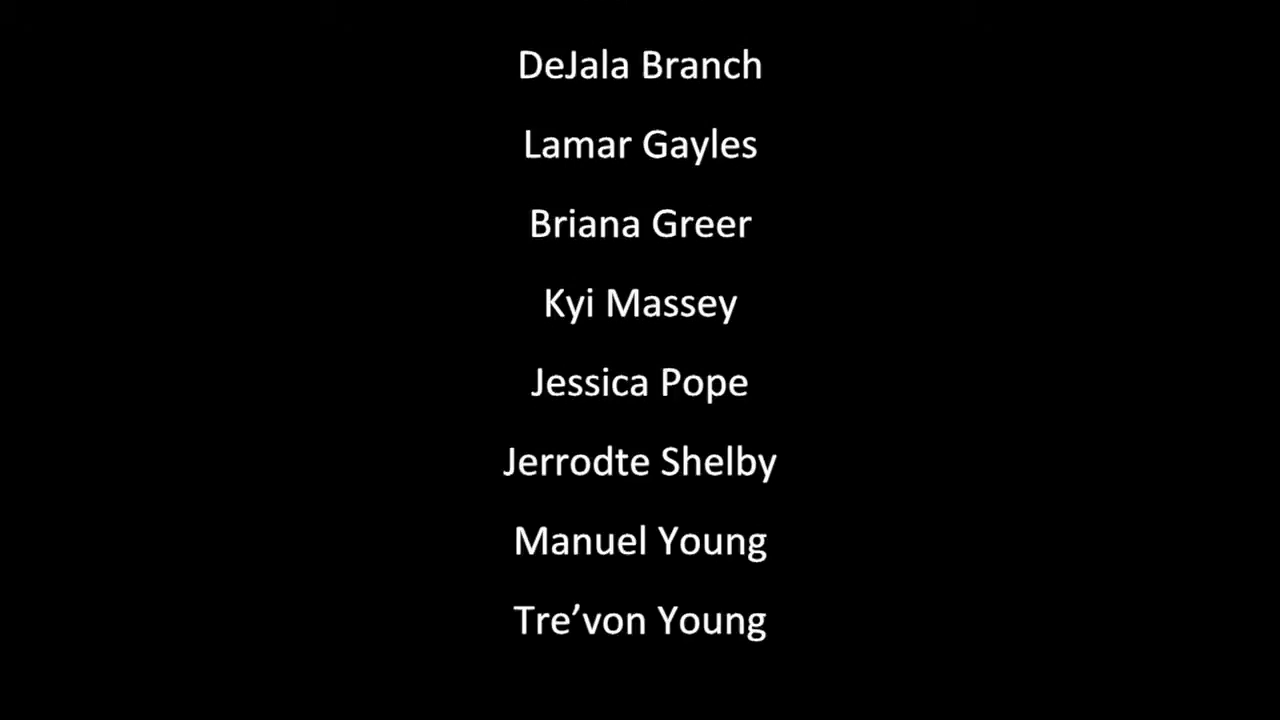 DeJala Branch
Lamar Gayles
Briana Greer
Kyi Massey
Jessica Pope
Jerrodte Shelby
Manuel Young
Tre’von Young